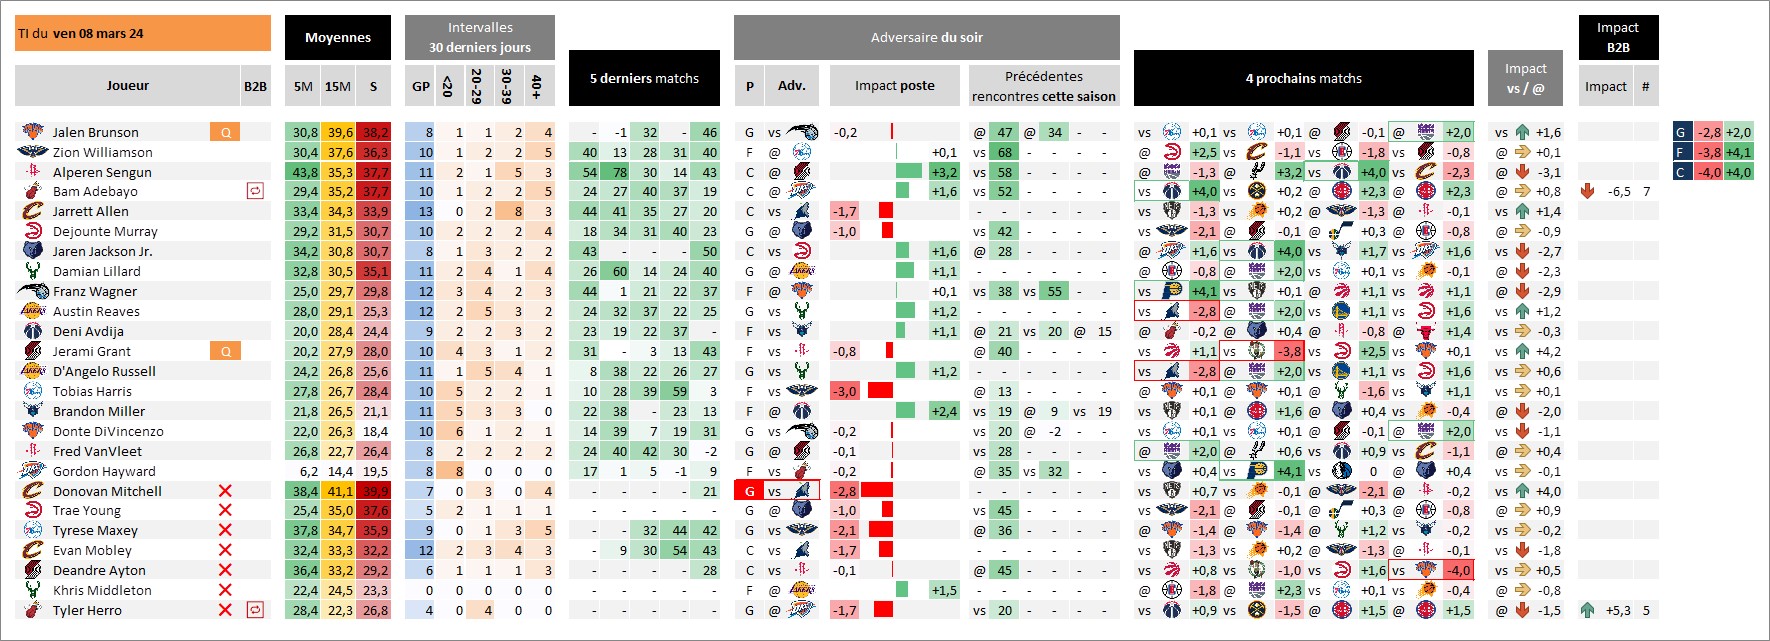 TI du ven 08 mars 24 Moyennes Intervalles 30 derniers jours 5 derniers matchs Adversaire du soir 4 prochains matchs Impact vs / @ Impact B2B
Joueur B2B 5M 15M S GP <20 20-29 30-39 40+ P Adv. Impact poste Précédentes rencontres cette saison Impact #
Jalen Brunson Q 30,8 39,6 38,2 8 1 1 2 4 - -1 32 - 46 G vs -0,2 @ 47 @ 34 - - vs +0,1 vs +0,1 @ -0,1 @ +2,0 vs +1,6 G -2,8 +2,0
Zion Williamson 30,4 37,6 36,3 10 1 2 2 5 40 13 28 31 40 F @ +0,1 vs 68 - - - @ +2,5 vs -1,1 vs -1,8 vs -0,8 @ +0,1 F -3,8 +4,1
Alperen Sengun 43,8 35,3 37,7 11 2 1 5 3 54 78 30 14 43 C @ +3,2 vs 58 - - - @ -1,3 @ +3,2 @ +4,0 vs -2,3 @ -3,1 C -4,0 +4,0
Bam Adebayo 29,4 35,2 37,7 10 1 2 2 5 24 27 40 37 19 C @ +1,6 vs 52 - - - vs +4,0 vs +0,2 @ +2,3 @ +2,3 @ +0,8 -6,5 7
Jarrett Allen 33,4 34,3 33,9 13 0 2 8 3 44 41 35 27 20 C vs -1,7 - - - - vs -1,3 vs +0,2 @ -1,3 @ -0,1 vs +1,4
Dejounte Murray 29,2 31,5 30,7 10 2 2 2 4 18 34 31 40 23 G @ -1,0 vs 42 - - - vs -2,1 @ -0,1 @ +0,3 @ -0,8 @ -0,9
Jaren Jackson Jr. 34,2 30,8 30,7 8 1 3 2 2 43 - - - 50 C vs +1,6 @ 28 - - - @ +1,6 @ +4,0 vs +1,7 vs +1,6 vs -2,7
Damian Lillard 32,8 30,5 35,1 11 2 4 1 4 26 60 14 24 40 G @ +1,1 - - - - @ -0,8 @ +2,0 vs +0,1 vs -0,1 @ -2,3
Franz Wagner 25,0 29,7 29,8 12 3 4 2 3 44 1 21 22 37 F @ +0,1 vs 38 vs 55 - - vs +4,1 vs +0,1 @ +1,1 vs +1,1 @ -2,9
Austin Reaves 28,0 29,1 25,3 12 2 5 3 2 24 32 37 22 25 G vs +1,2 - - - - vs -2,8 @ +2,0 vs +1,1 vs +1,1 vs +1,2
Deni Avdija 20,0 28,4 24,4 9 2 2 3 2 23 19 22 37 - F vs +1,1 @ 21 vs 20 @ 15 @ -0,2 @ +0,4 @ -0,8 @ +1,4 vs -0,3
Jerami Grant Q 20,2 27,9 28,0 10 4 3 1 2 31 - 3 13 43 F vs -0,8 @ 40 - - - vs +1,1 vs -3,8 vs +2,5 vs +0,1 vs +4,2
D'Angelo Russell 24,2 26,8 25,6 11 1 5 4 1 8 38 22 26 27 G vs +1,2 - - - - vs -2,8 @ +2,0 vs +1,1 vs +1,6 vs +0,1
Tobias Harris 27,8 26,7 28,4 10 5 2 2 1 10 28 39 59 3 F vs -3,0 @ 13 - - - @ +0,1 @ +0,1 @ -1,6 vs +1,1 vs +0,1
Brandon Miller 21,8 26,5 21,1 11 5 3 3 0 22 38 - 23 13 F @ +2,4 vs 19 @ 9 vs 19 vs +0,1 @ +1,6 @ +0,4 vs -0,4 @ -2,0
Donte DiVincenzo 22,0 26,3 18,4 10 6 1 2 1 14 39 7 19 31 G vs -0,2 vs 20 @ -2 - - vs +0,1 vs +0,1 @ -0,1 @ +2,0 vs -1,1
Fred VanVleet 26,8 22,7 26,4 8 2 2 2 2 24 40 42 30 -2 G @ -0,1 vs 28 - - - @ +2,0 @ +0,6 @ +0,9 vs -1,1 @ +0,4
Gordon Hayward 6,2 14,4 19,5 8 8 0 0 0 17 1 5 -1 9 F vs -0,2 @ 35 vs 32 - - vs +0,4 vs +4,1 vs 0 @ +0,4 vs -0,1
Donovan Mitchell 38,4 41,1 39,9 7 0 3 0 4 - - - - 21 G vs -2,8 - - - - vs +0,7 vs -0,1 @ -2,1 @ -0,2 vs +4,0
Trae Young 25,4 35,0 37,6 5 2 1 1 1 - - - - - G @ -1,0 vs 45 - - - vs -2,1 @ -0,1 @ +0,3 @ -0,8 @ +0,9
Tyrese Maxey 37,8 34,7 35,9 9 0 1 3 5 - - 32 44 42 G vs -2,1 @ 36 - - - @ -1,4 @ -1,4 @ +1,2 vs -0,2 vs -0,2
Evan Mobley 32,4 33,3 32,2 12 2 3 4 3 - 9 30 54 43 C vs -1,7 - - - - vs -1,3 vs +0,2 @ -1,3 @ -0,1 vs -1,8
Deandre Ayton 36,4 33,2 29,2 6 1 1 1 3 - - - - 28 C vs -0,1 @ 45 - - - vs +0,8 vs -1,0 vs +1,6 vs -4,0 vs +0,5
Khris Middleton 22,4 24,5 23,3 0 0 0 0 0 - - - - - F @ +1,5 - - - - @ -1,8 @ +2,3 vs +0,1 vs -0,4 @ -0,8
Tyler Herro 28,4 22,3 26,8 4 0 4 0 0 - - - - - G @ -1,7 vs 20 - - - vs +0,9 vs -1,5 @ +1,5 @ +1,5 @ -1,5 +5,3 5